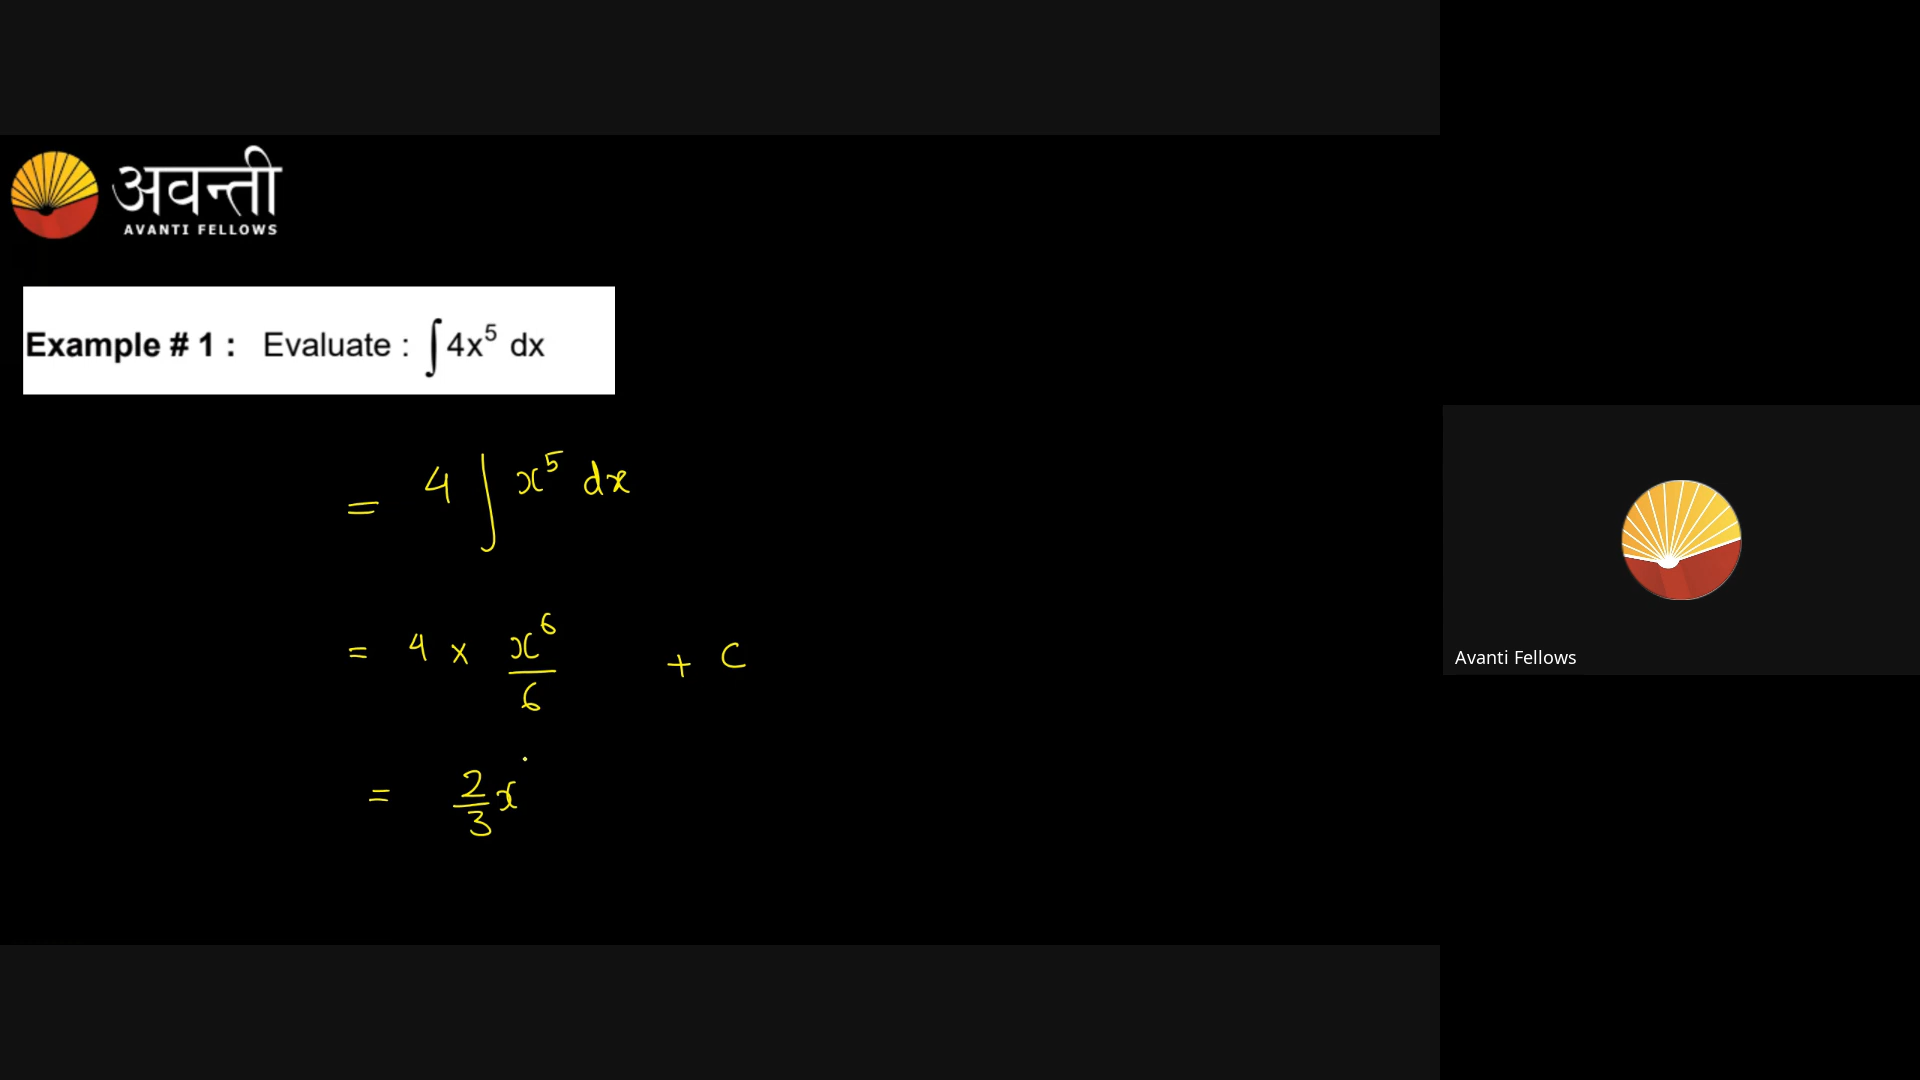 अवन्ती
AVANTI FELLOWS
Example # 1 : Evaluate : ∫4x⁵ dx
= 4 ∫ x⁵ dx
= 4 × x⁶/6 + c
= 2/3 x
Avanti Fellows